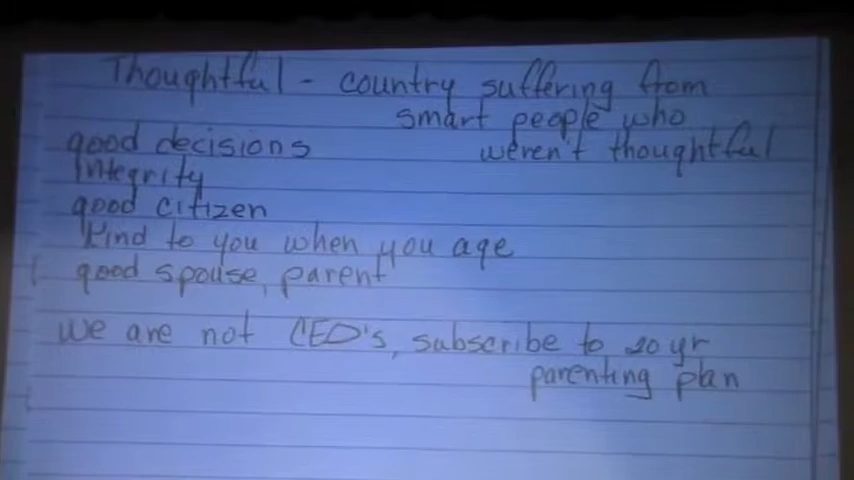 Thoughtful - country suffering from
smart people who
good decisions weren't thoughtful
Integrity
good citizen
kind to you when you age
good spouse, parent
we are not CEO's, subscribe to 20 yr
parenting plan